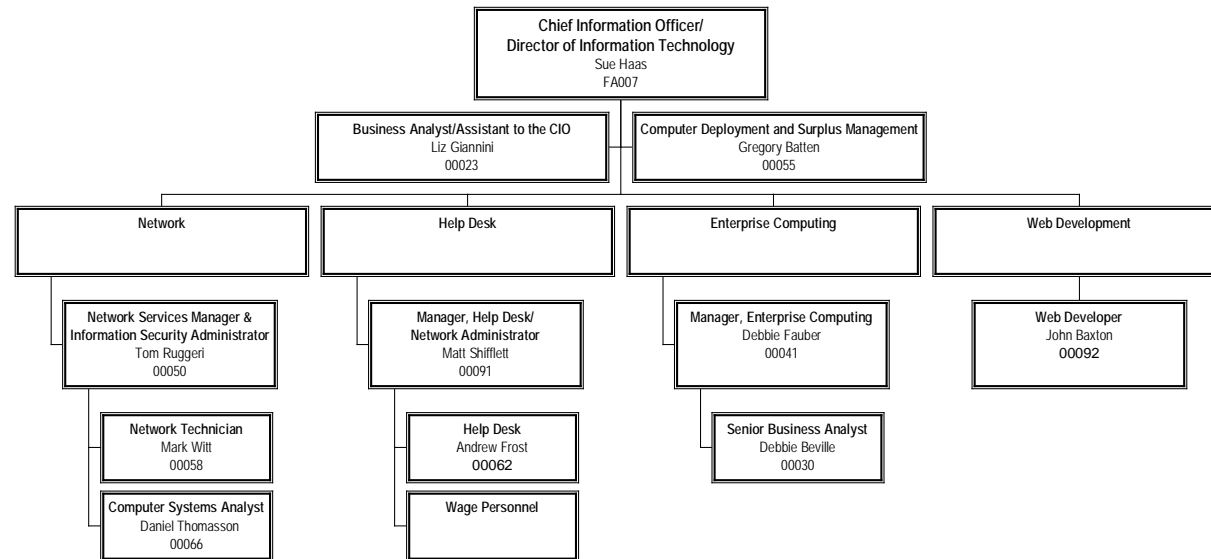 Chief Information Officer/
Director of Information Technology
Sue Haas
FA007
Business Analyst/Assistant to the CIO
Liz Giannini
00023
Computer Deployment and Surplus Management
Gregory Batten
00055
Network
Help Desk
Enterprise Computing
Web Development
Network Services Manager &
Information Security Administrator
Tom Ruggeri
00050
Manager, Help Desk/
Network Administrator
Matt Shifflett
00091
Manager, Enterprise Computing
Debbie Fauber
00041
Web Developer
John Baxton
00092
Network Technician
Mark Witt
00058
Help Desk
Andrew Frost
00062
Senior Business Analyst
Debbie Beville
00030
Computer Systems Analyst
Daniel Thomasson
00066
Wage Personnel